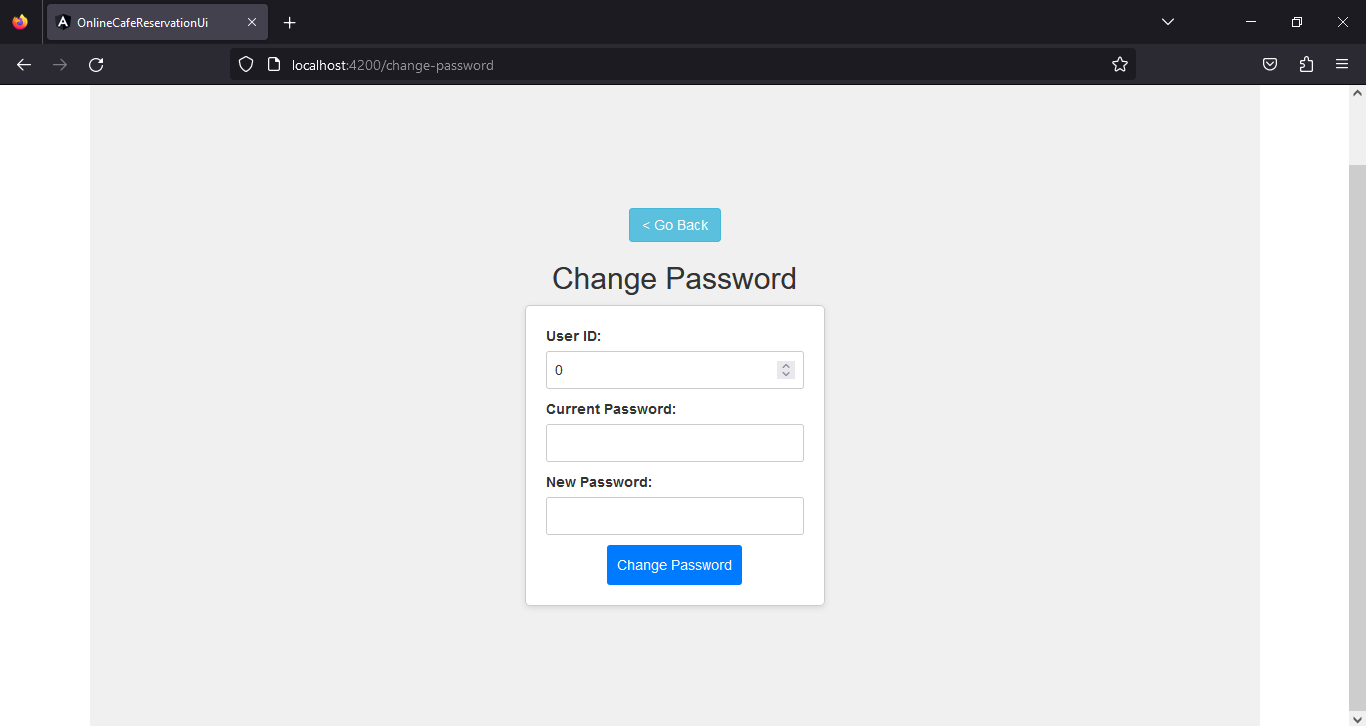 OnlineCafeReservationUi
localhost:4200/change-password
< Go Back
Change Password
User ID:
0
Current Password:
New Password:
Change Password